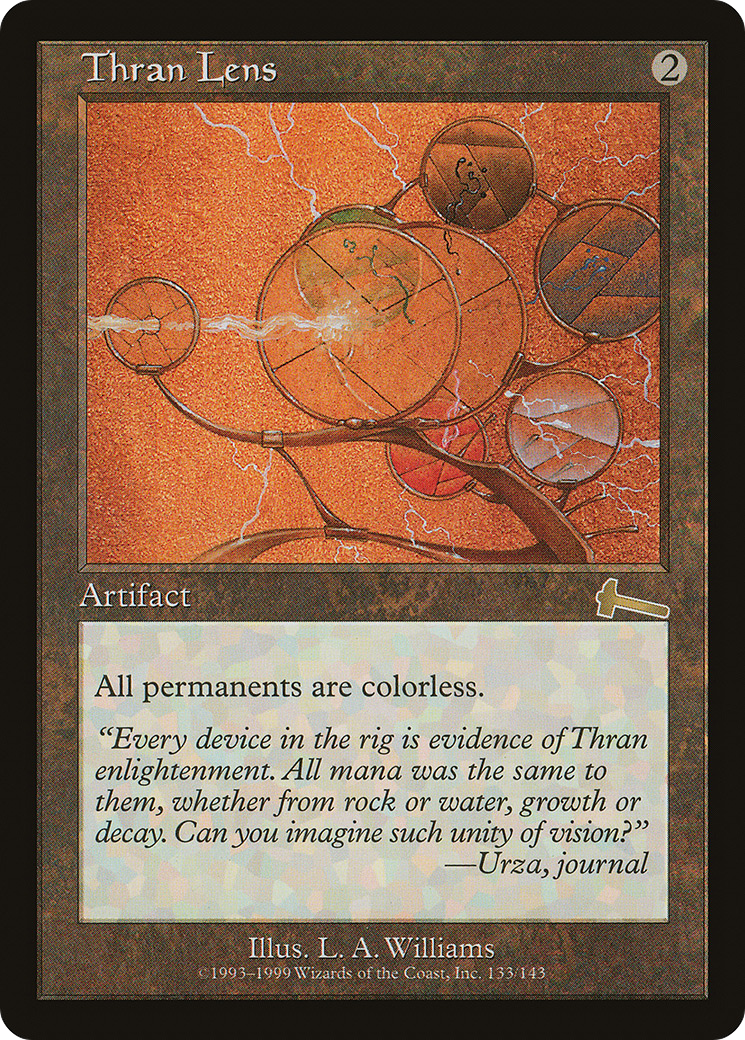 Thran Lens
2
Artifact
All permanents are colorless.
“Every device in the rig is evidence of Thran
enlightenment. All mana was the same to
them, whether from rock or water, growth or
decay. Can you imagine such unity of vision?”
—Urza, journal
Illus. L. A. Williams
©1993–1999 Wizards of the Coast, Inc. 133/143